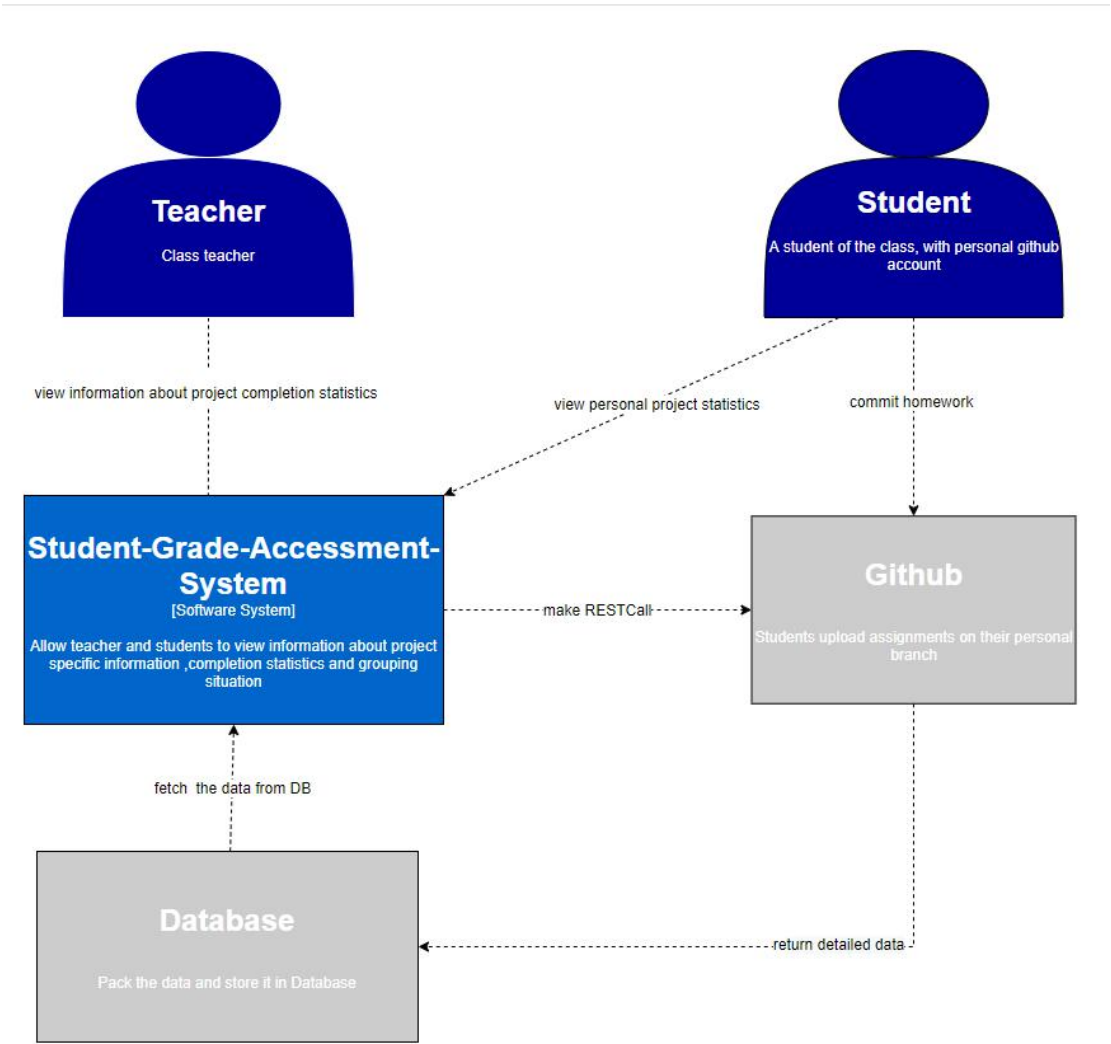 Teacher
Class teacher
Student
A student of the class, with personal github
account
view information about project completion statistics
view personal project statistics
commit homework
Student-Grade-Accessment-
System
[Software System]
Allow teacher and students to view information about project
specific information ,completion statistics and grouping
situation
make RESTCall
Github
Students upload assignments on their personal
branch
fetch  the data from DB
Database
Pack the data and store it in Database
return detailed data